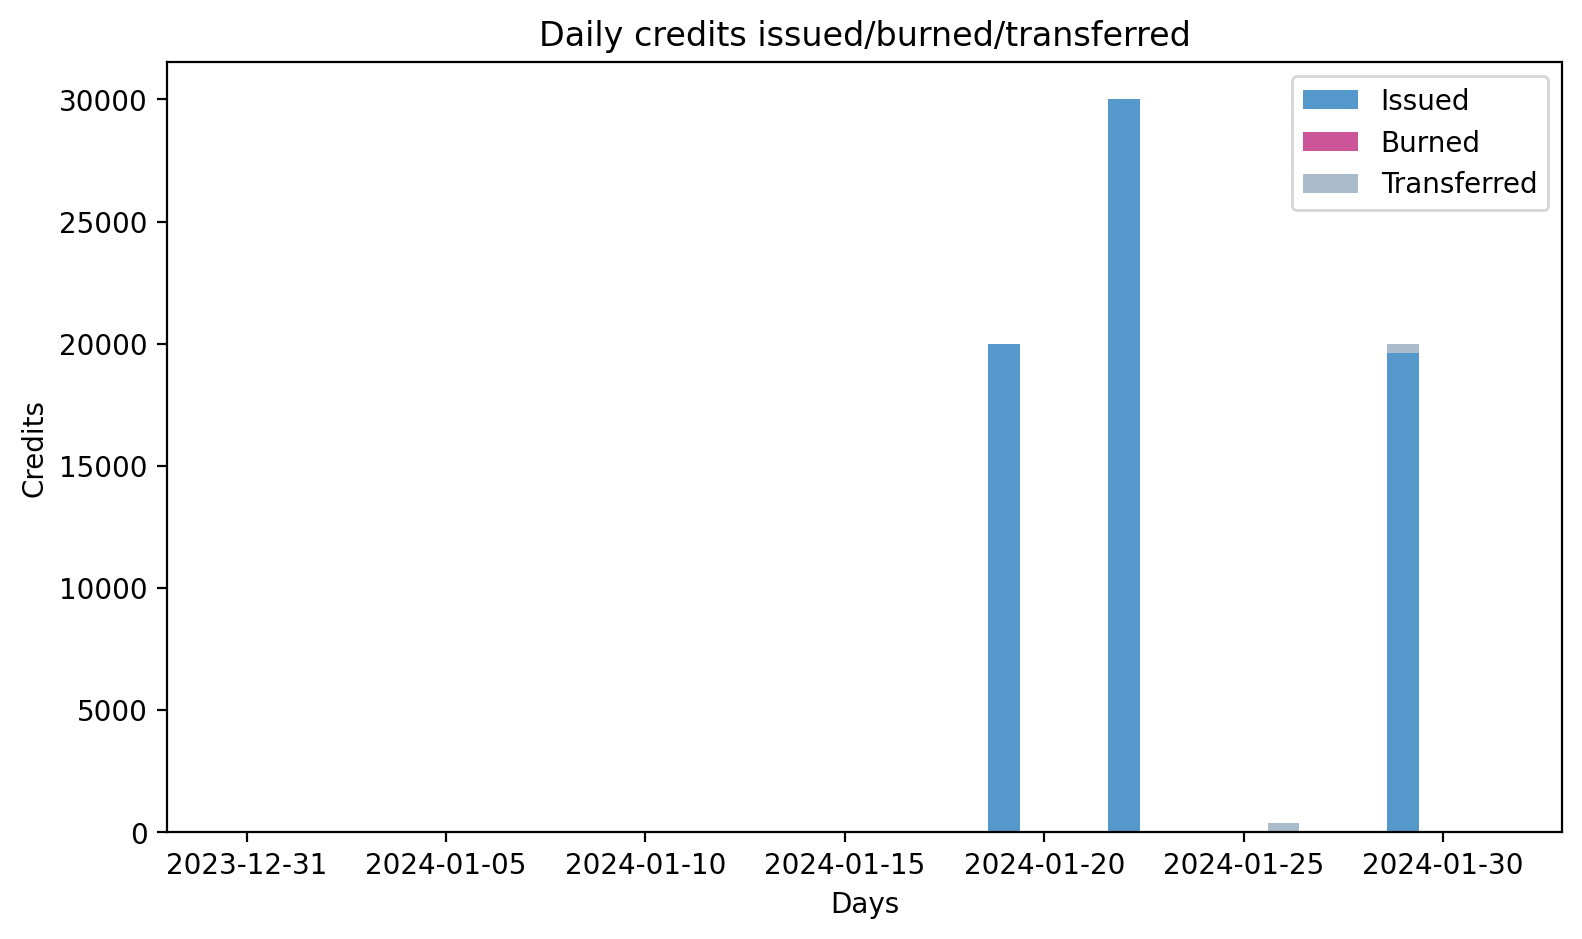 Daily credits issued/burned/transferred
Issued
Burned
Transferred
Credits
30000
25000
20000
15000
10000
5000
0
2023-12-31 2024-01-05 2024-01-10 2024-01-15 2024-01-20 2024-01-25 2024-01-30
Days